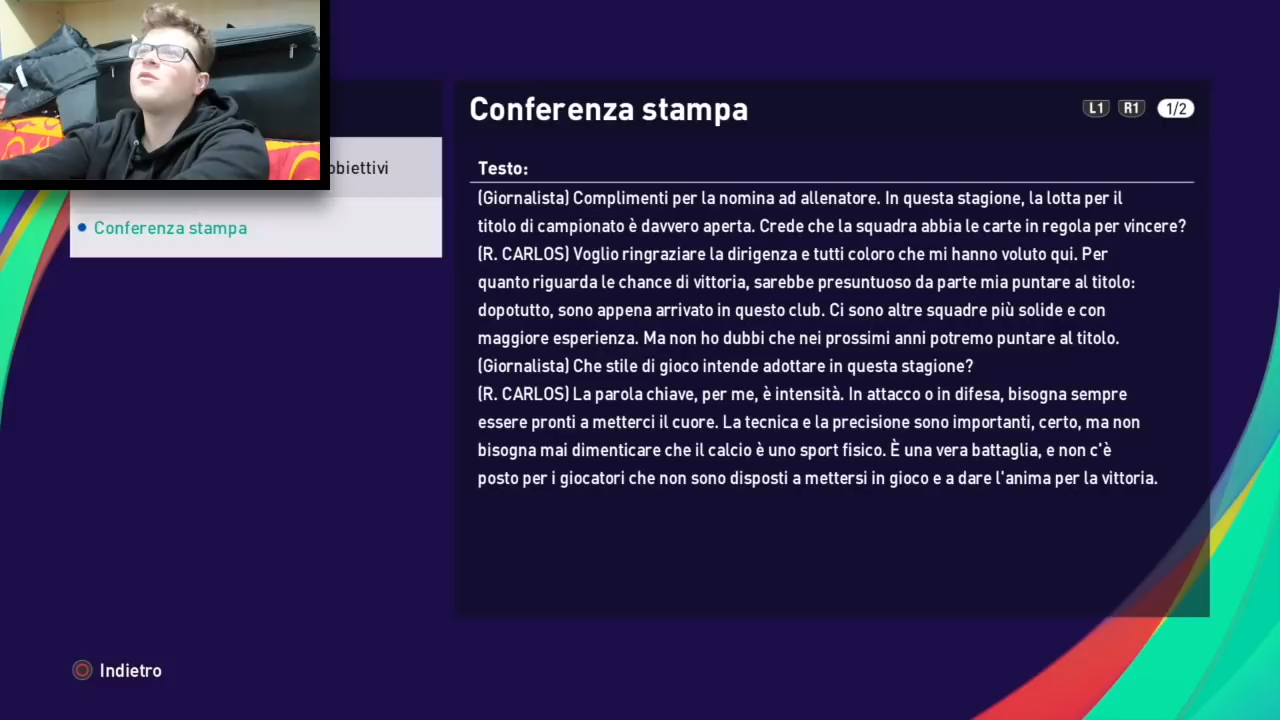 Conferenza stampa
L1 R1 1/2
obiettivi
Conferenza stampa
Testo:
(Giornalista) Complimenti per la nomina ad allenatore. In questa stagione, la lotta per il
titolo di campionato è davvero aperta. Crede che la squadra abbia le carte in regola per vincere?
(R. CARLOS) Voglio ringraziare la dirigenza e tutti coloro che mi hanno voluto qui. Per
quanto riguarda le chance di vittoria, sarebbe presuntuoso da parte mia puntare al titolo:
dopotutto, sono appena arrivato in questo club. Ci sono altre squadre più solide e con
maggiore esperienza. Ma non ho dubbi che nei prossimi anni potremo puntare al titolo.
(Giornalista) Che stile di gioco intende adottare in questa stagione?
(R. CARLOS) La parola chiave, per me, è intensità. In attacco o in difesa, bisogna sempre
essere pronti a metterci il cuore. La tecnica e la precisione sono importanti, certo, ma non
bisogna mai dimenticare che il calcio è uno sport fisico. È una vera battaglia, e non c'è
posto per i giocatori che non sono disposti a mettersi in gioco e a dare l'anima per la vittoria.
Indietro